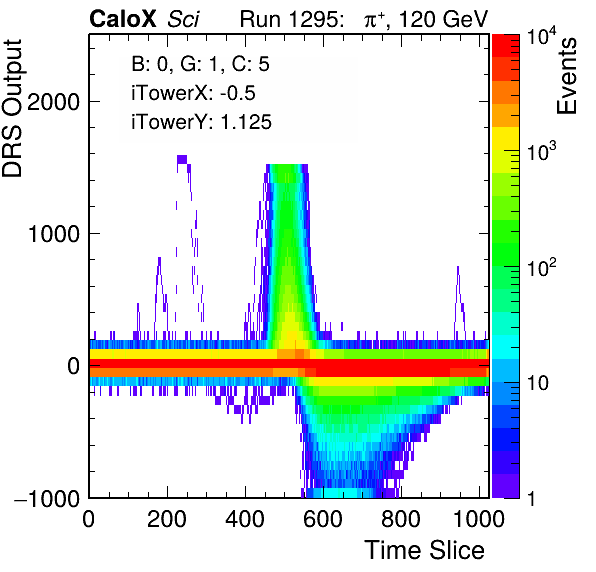 CaloX Sci Run 1295: π⁺, 120 GeV
B: 0, G: 1, C: 5
iTowerX: -0.5
iTowerY: 1.125
DRS Output
2000
1000
0
−1000
0 200 400 600 800 1000
Time Slice
Events
10⁴
10³
10²
10
1